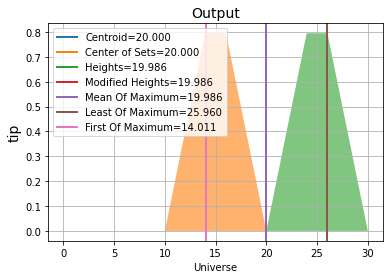 Output
Centroid=20.000
Center of Sets=20.000
Heights=19.986
Modified Heights=19.986
Mean Of Maximum=19.986
Least Of Maximum=25.960
First Of Maximum=14.011
tip
0.8
0.7
0.6
0.5
0.4
0.3
0.2
0.1
0.0
0 5 10 15 20 25 30
Universe